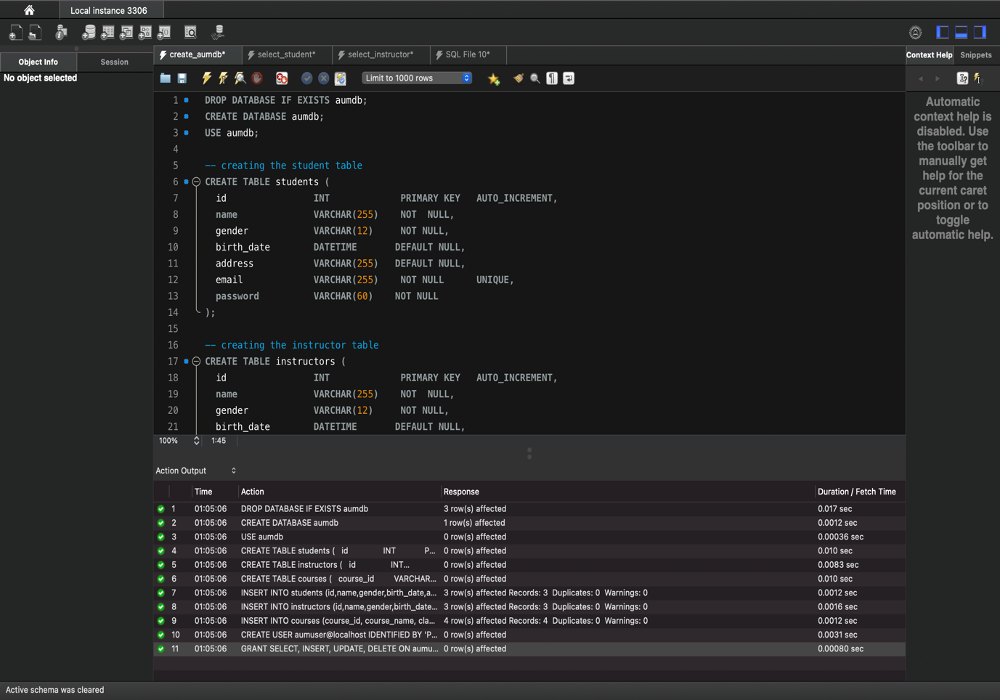 Local instance 3306
Object Info
Session
No object selected
create_aumdb*
select_student*
select_instructor*
SQL File 10*
Context Help
Snippets
Limit to 1000 rows
1 DROP DATABASE IF EXISTS aumdb;
2 CREATE DATABASE aumdb;
3 USE aumdb;
4
5 -- creating the student table
6 CREATE TABLE students (
7 id INT PRIMARY KEY AUTO_INCREMENT,
8 name VARCHAR(255) NOT NULL,
9 gender VARCHAR(12) NOT NULL,
10 birth_date DATETIME DEFAULT NULL,
11 address VARCHAR(255) DEFAULT NULL,
12 email VARCHAR(255) NOT NULL UNIQUE,
13 password VARCHAR(60) NOT NULL
14 );
15
16 -- creating the instructor table
17 CREATE TABLE instructors (
18 id INT PRIMARY KEY AUTO_INCREMENT,
19 name VARCHAR(255) NOT NULL,
20 gender VARCHAR(12) NOT NULL,
21 birth_date DATETIME DEFAULT NULL,
Automatic
context help is
disabled. Use
the toolbar to
manually get
help for the
current caret
position or to
toggle
automatic help.
100% 1:45
Action Output
Time Action Response Duration / Fetch Time
1 01:05:06 DROP DATABASE IF EXISTS aumdb 3 row(s) affected 0.017 sec
2 01:05:06 CREATE DATABASE aumdb 1 row(s) affected 0.0012 sec
3 01:05:06 USE aumdb 0 row(s) affected 0.00036 sec
4 01:05:06 CREATE TABLE students ( id INT P... 0 row(s) affected 0.010 sec
5 01:05:06 CREATE TABLE instructors ( id INT... 0 row(s) affected 0.0083 sec
6 01:05:06 CREATE TABLE courses ( course_id VARCHAR... 0 row(s) affected 0.010 sec
7 01:05:06 INSERT INTO students (id,name,gender,birth_date,a... 3 row(s) affected Records: 3 Duplicates: 0 Warnings: 0 0.0012 sec
8 01:05:06 INSERT INTO instructors (id,name,gender,birth_date... 3 row(s) affected Records: 3 Duplicates: 0 Warnings: 0 0.0016 sec
9 01:05:06 INSERT INTO courses (course_id, course_name, cla... 4 row(s) affected Records: 4 Duplicates: 0 Warnings: 0 0.0012 sec
10 01:05:06 CREATE USER aumuser@localhost IDENTIFIED BY 'P... 0 row(s) affected 0.0031 sec
11 01:05:06 GRANT SELECT, INSERT, UPDATE, DELETE ON aumu... 0 row(s) affected 0.00080 sec
Active schema was cleared